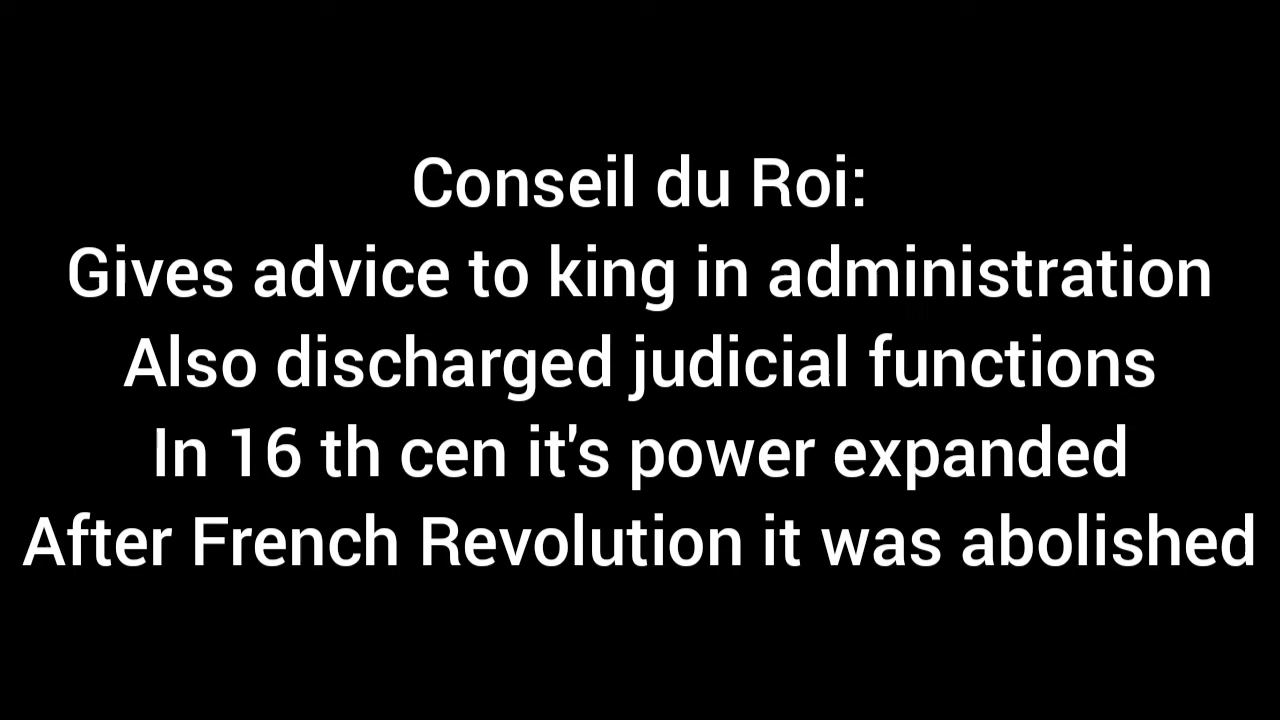 Conseil du Roi:
Gives advice to king in administration
Also discharged judicial functions
In 16 th cen it's power expanded
After French Revolution it was abolished